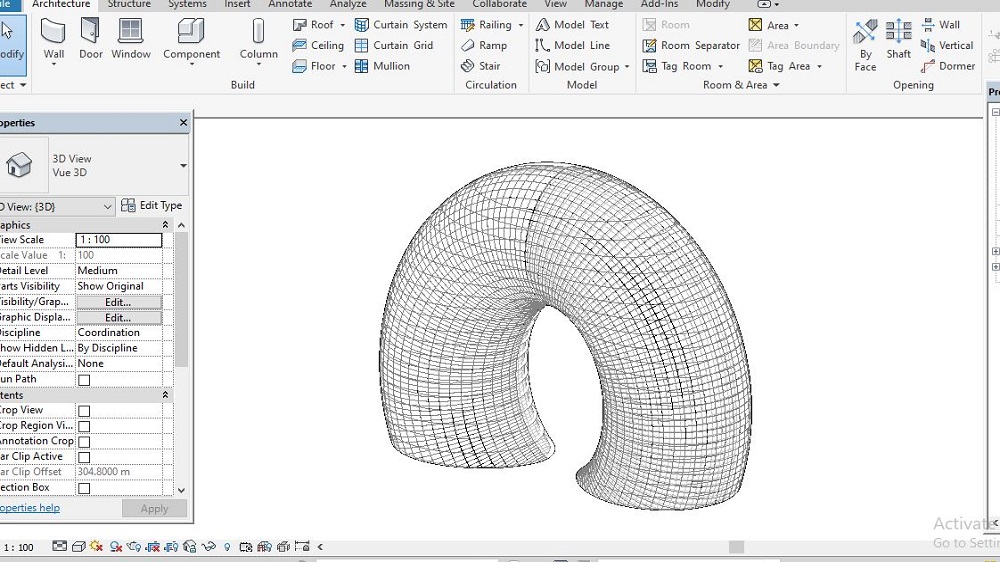 Architecture Structure Systems Insert Annotate Analyze Massing & Site Collaborate View Manage Add-Ins Modify
Roof Curtain System Railing Model Text Room Area Wall
Wall Door Window Component Column Ceiling Curtain Grid Ramp Model Line Room Separator Area Boundary By Face Shaft Vertical
Floor Mullion Stair Model Group Tag Room Tag Area Dormer
odify
ect Build Circulation Model Room & Area Opening
operties
Pro
3D View
Vue 3D
D View: {3D} Edit Type
aphics
iew Scale 1 : 100
cale Value 1: 100
etail Level Medium
arts Visibility Show Original
isibility/Grap... Edit...
raphic Displa... Edit...
iscipline Coordination
how Hidden L... By Discipline
efault Analysi... None
un Path
tents
rop View
rop Region Vi...
nnotation Crop
ar Clip Active
ar Clip Offset 304.8000 m
ection Box
operties help Apply
Activate
Go to Settin
1 : 100